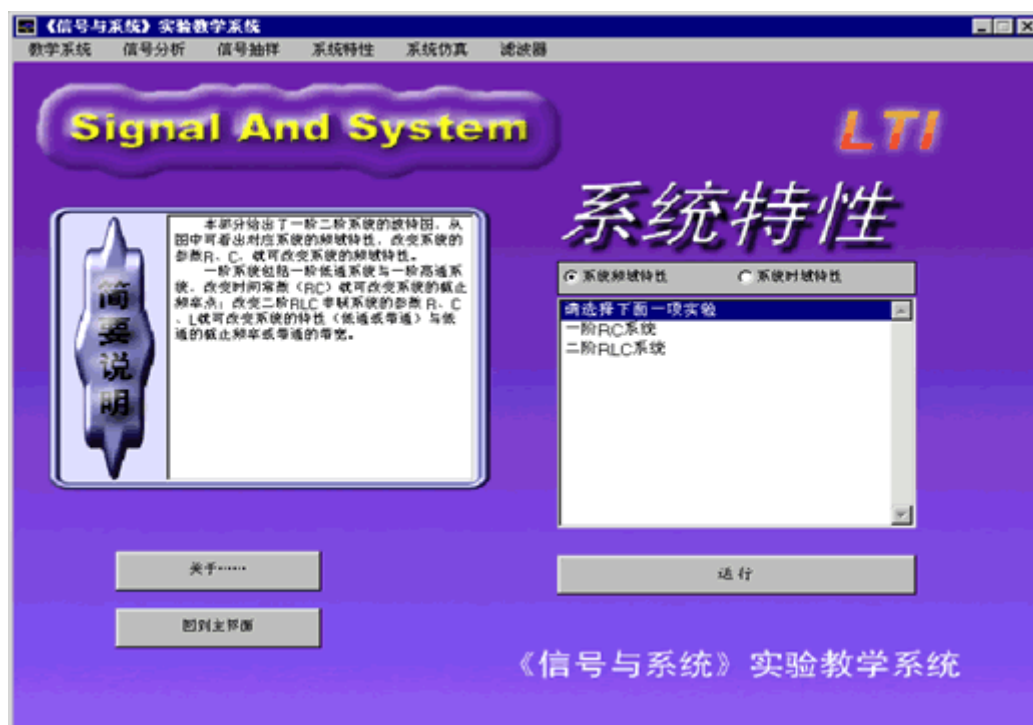 《信号与系统》实验教学系统
教学系统 信号分析 信号抽样 系统特性 系统仿真 滤波器
Signal And System
LTI
系统特性
简要说明
本部分给出了一阶二阶系统的波特图，从
图中可看出对应系统的频域特性，改变系统的
参数R、C，就可改变系统的频域特性。
一阶系统包括一阶低通系统与一阶高通系
统，改变时间常数（RC）就可改变系统的截止
频率点；改变二阶RLC串联系统的参数 R、C
、L就可改变系统的特性（低通或带通）与低
通的截止频率或带通的带宽。
系统频域特性 系统时域特性
请选择下面一项实验
一阶RC系统
二阶RLC系统
关于……
运行
回到主界面
《信号与系统》实验教学系统